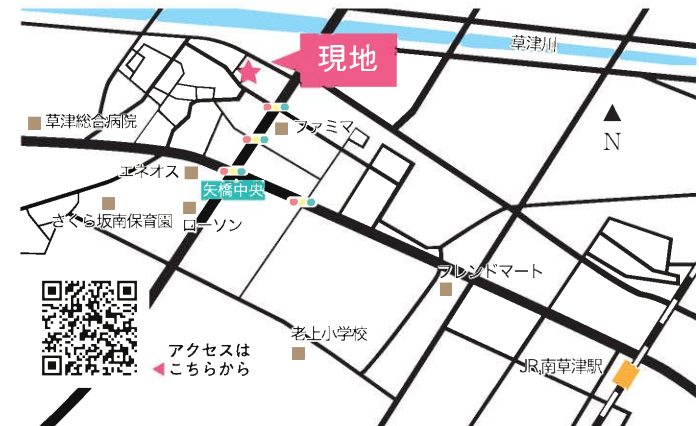 草津川
現地
草津総合病院
ファミマ
N
エネオス
矢橋中央
さくら坂南保育園
ローソン
フレンドマート
老上小学校
アクセスは
こちらから
JR南草津駅